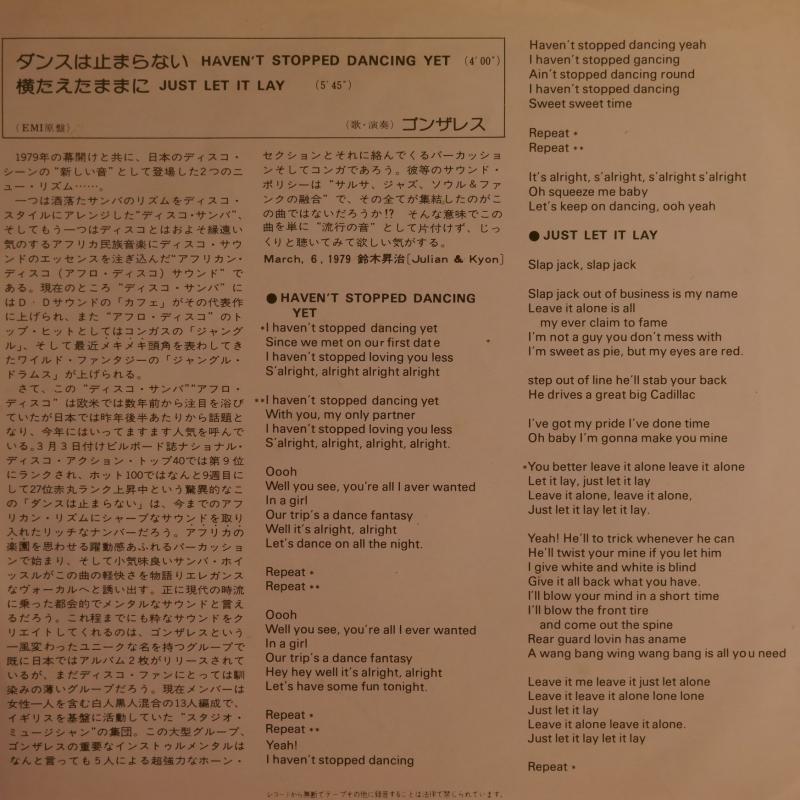 ダンスは止まらない HAVEN'T STOPPED DANCING YET (4'00")
横たえたままに JUST LET IT LAY (5'45")
(EMI原盤) (歌・演奏) ゴンザレス
1979年の幕開けと共に、日本のディスコ・
シーンの“新しい音”として登場した2つのニ
ュー・リズム……。
一つは洒落たサンバのリズムをディスコ・
スタイルにアレンジした“ディスコ・サンバ”、
そしてもう一つはディスコとはおよそ縁遠い
気のするアフリカ民族音楽にディスコ・サウ
ンドのエッセンスを注ぎ込んだ“アフリカン・
ディスコ（アフロ・ディスコ）サウンド”で
ある。現在のところ“ディスコ・サンバ”に
はD・Dサウンドの「カフェ」がその代表作
に上げられ、また“アフロ・ディスコ”のト
ップ・ヒットとしてはコンガスの「ジャング
ル」、そして最近メキメキ頭角を表わしてき
たワイルド・ファンタジーの「ジャングル・
ドラムス」が上げられる。
さて、この“ディスコ・サンバ”“アフロ・
ディスコ”は欧米では数年前から注目を浴び
ていたが日本では昨年後半あたりから話題と
なり、今年にはいってますます人気を呼んで
いる。3月3日付けビルボード誌ナショナル・
ディスコ・アクション・トップ40では第9位
にランクされ、ホット100ではなんと9週目に
して27位赤丸ランク上昇中という驚異的なこ
の「ダンスは止まらない」は、今までのアフ
リカン・リズムにシャープなサウンドを取り
入れたリッチなナンバーだろう。アフリカの
楽園を思わせる躍動感あふれるパーカッショ
ンで始まり、そして小気味良いサンバ・ホイ
ッスルがこの曲の軽快さを物語りエレガンス
なヴォーカルへと誘い出す。正に現代の時流
に乗った都会的でメンタルなサウンドと言え
るだろう。これ程までにも粋なサウンドをク
リエイトしてくれるのは、ゴンザレスという
一風変わったユニークな名を持つグループで
既に日本ではアルバム2枚がリリースされて
いるが、まだディスコ・ファンにとっては馴
染みの薄いグループだろう。現在メンバーは
女性一人を含む白人黒人混合の13人編成で、
イギリスを基盤に活動していた“スタジオ・
ミュージシャン”の集団。この大型グループ、
ゴンザレスの重要なインストゥルメンタルは
なんと言っても5人による超強力なホーン・
セクションとそれに絡んでくるパーカッショ
ンそしてコンガであろう。彼等のサウンド・
ポリシーは“サルサ、ジャズ、ソウル＆ファ
ンクの融合”で、その全てが集結したのがこ
の曲ではないだろうか!? そんな意味でこの
曲を単に“流行の音”として片付けず、じっ
くりと聴いてみて欲しい気がする。
March, 6, 1979 鈴木昇治[Julian & Kyon]
●HAVEN'T STOPPED DANCING
YET
*I haven't stopped dancing yet
Since we met on our first date
I haven't stopped loving you less
S'alright, alright alright alright
**I haven't stopped dancing yet
With you, my only partner
I haven't stopped loving you less
S'alright, alright, alright, alright.
Oooh
Well you see, you're all I aver wanted
In a girl
Our trip's a dance fantasy
Well it's alright, alright
Let's dance on all the night.
Repeat *
Repeat **
Oooh
Well you see, you're all I ever wanted
In a girl
Our trip's a dance fantasy
Hey hey well it's alright, alright
Let's have some fun tonight.
Repeat *
Repeat **
Yeah!
I haven't stopped dancing
Haven't stopped dancing yeah
I haven't stopped gancing
Ain't stopped dancing round
I haven't stopped dancing
Sweet sweet time
Repeat *
Repeat **
It's alright, s'alright, s'alright s'alright
Oh squeeze me baby
Let's keep on dancing, ooh yeah
●JUST LET IT LAY
Slap jack, slap jack
Slap jack out of business is my name
Leave it alone is all
my ever claim to fame
I'm not a guy you don't mess with
I'm sweet as pie, but my eyes are red.
step out of line he'll stab your back
He drives a great big Cadillac
I've got my pride I've done time
Oh baby I'm gonna make you mine
*You better leave it alone leave it alone
Let it lay, just let it lay
Leave it alone, leave it alone,
Just let it lay let it lay.
Yeah! He'll to trick whenever he can
He'll twist your mine if you let him
I give white and white is blind
Give it all back what you have.
I'll blow your mind in a short time
I'll blow the front tire
and come out the spine
Rear guard lovin has aname
A wang bang wing wang bang is all you need
Leave it me leave it just let alone
Leave it leave it alone lone lone
Just let it lay
Leave it alone leave it alone.
Just let it lay let it lay
Repeat *
レコードから無断でテープその他に録音することは法律で禁じられています。